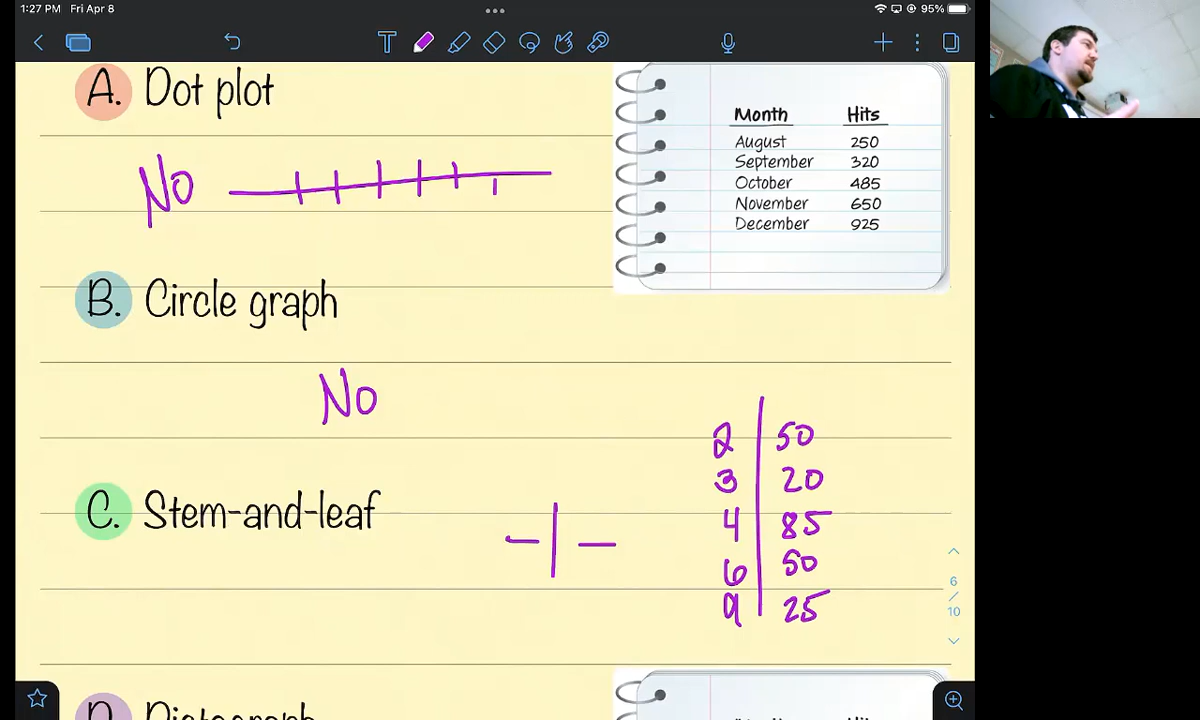 1:27 PM Fri Apr 8
95%
T
A. Dot plot
Month Hits
August 250
September 320
October 485
November 650
December 925
No
B. Circle graph
No
2 50
3 20
4 85
6 50
9 25
C. Stem-and-leaf
6
/
10
D. Pictograph